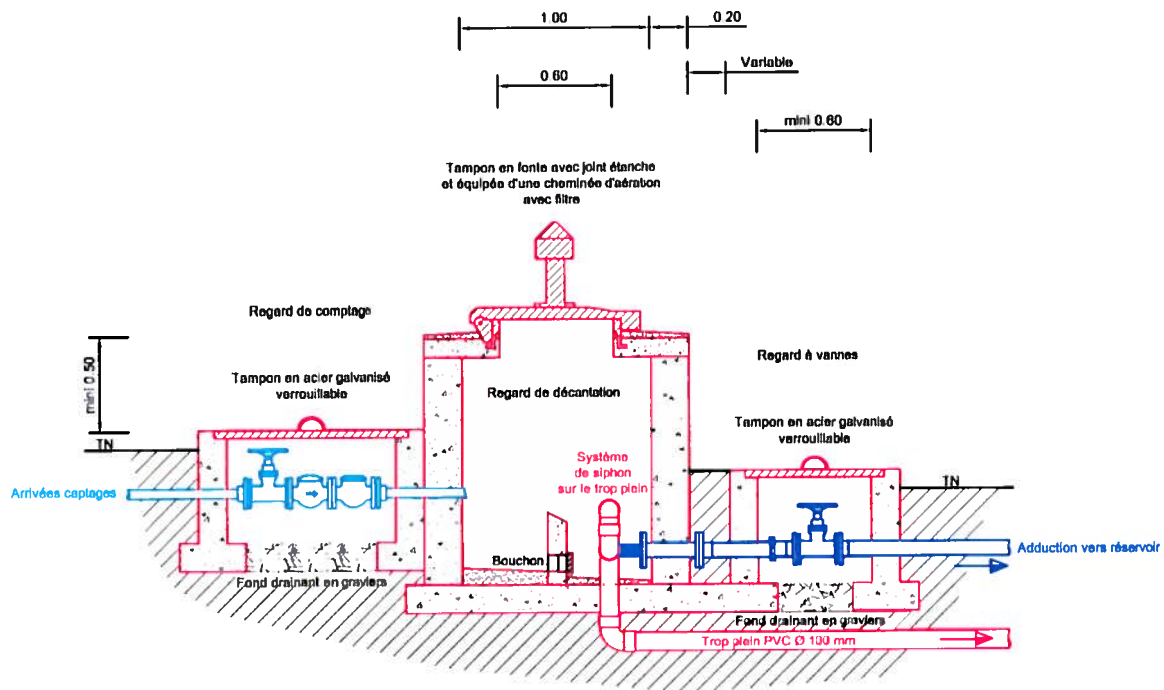 1.00
0.20
Variable
0.60
mini 0.60
Tampon en fonte avec joint étanche
et équipée d'une cheminée d'aération
avec filtre
Regard de comptage
mini 0.50
Regard à vannes
Tampon en acier galvanisé
verrouillable
Regard de décantation
Tampon en acier galvanisé
verrouillable
TN
Système
de siphon
sur le trop plein
TN
Arrivées captages
Bouchon
Adduction vers réservoir
Fond drainant en graviers
Fond drainant en graviers
Trop plein PVC Ø 100 mm